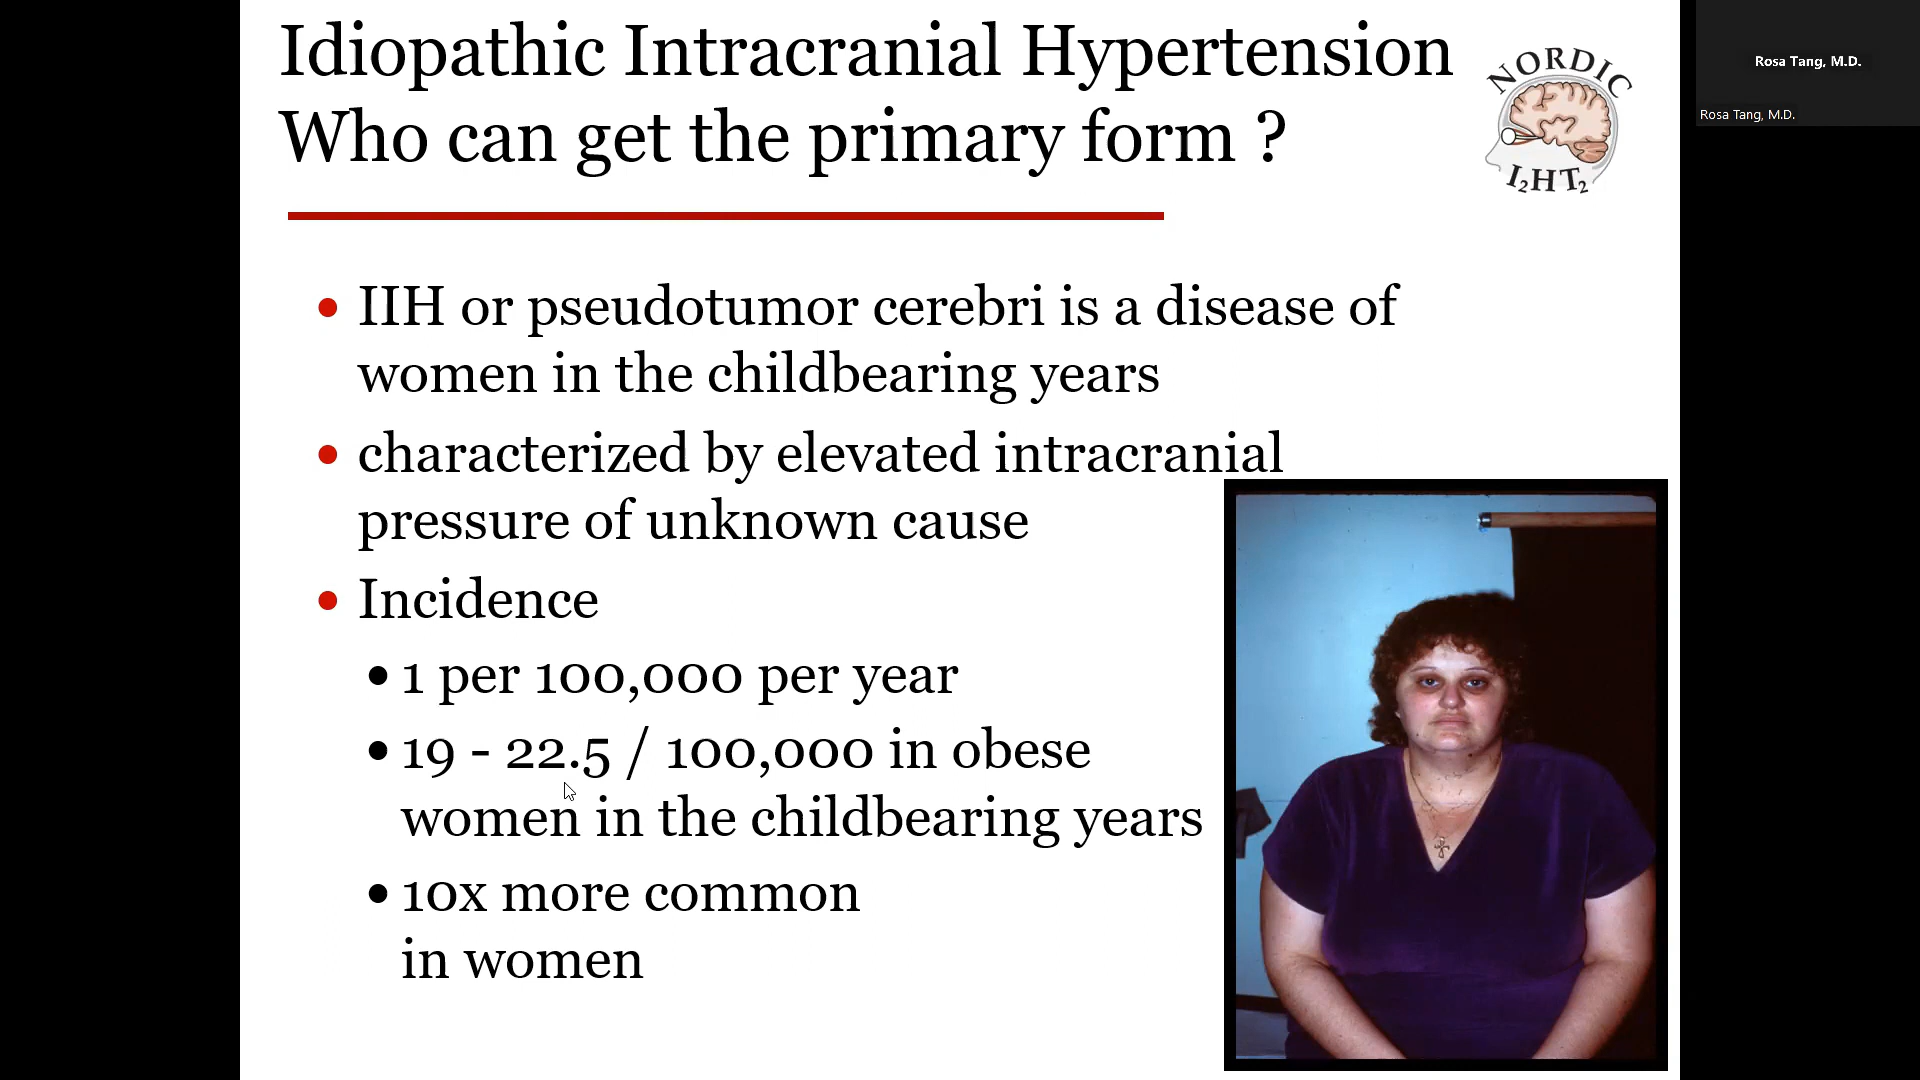 Idiopathic Intracranial Hypertension
Who can get the primary form ?
NORDIC
I2HT2
Rosa Tang, M.D.
Rosa Tang, M.D.
• IIH or pseudotumor cerebri is a disease of
women in the childbearing years
• characterized by elevated intracranial
pressure of unknown cause
• Incidence
• 1 per 100,000 per year
• 19 - 22.5 / 100,000 in obese
women in the childbearing years
• 10x more common
in women